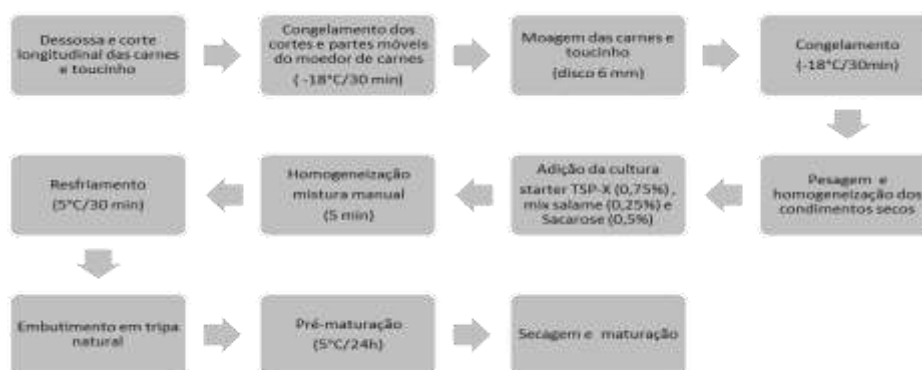 Dessossa e corte
longitudinal das carnes
e toucinho
Congelamento dos
cortes e partes móveis
do moedor de carnes
( -18°C/30 min)
Moagem das carnes e
toucinho
(disco 6 mm)
Congelamento
(-18°C/30min)
Pesagem e
homogeneização dos
condimentos secos
Adição da cultura
starter TSP-X (0,75%) ,
mix salame (0,25%) e
Sacarose (0,5%)
Homogeneização
mistura manual
(5 min)
Resfriamento
(5°C/30 min)
Embutimento em tripa
natural
Pré-maturação
(5°C/24h)
Secagem e maturação